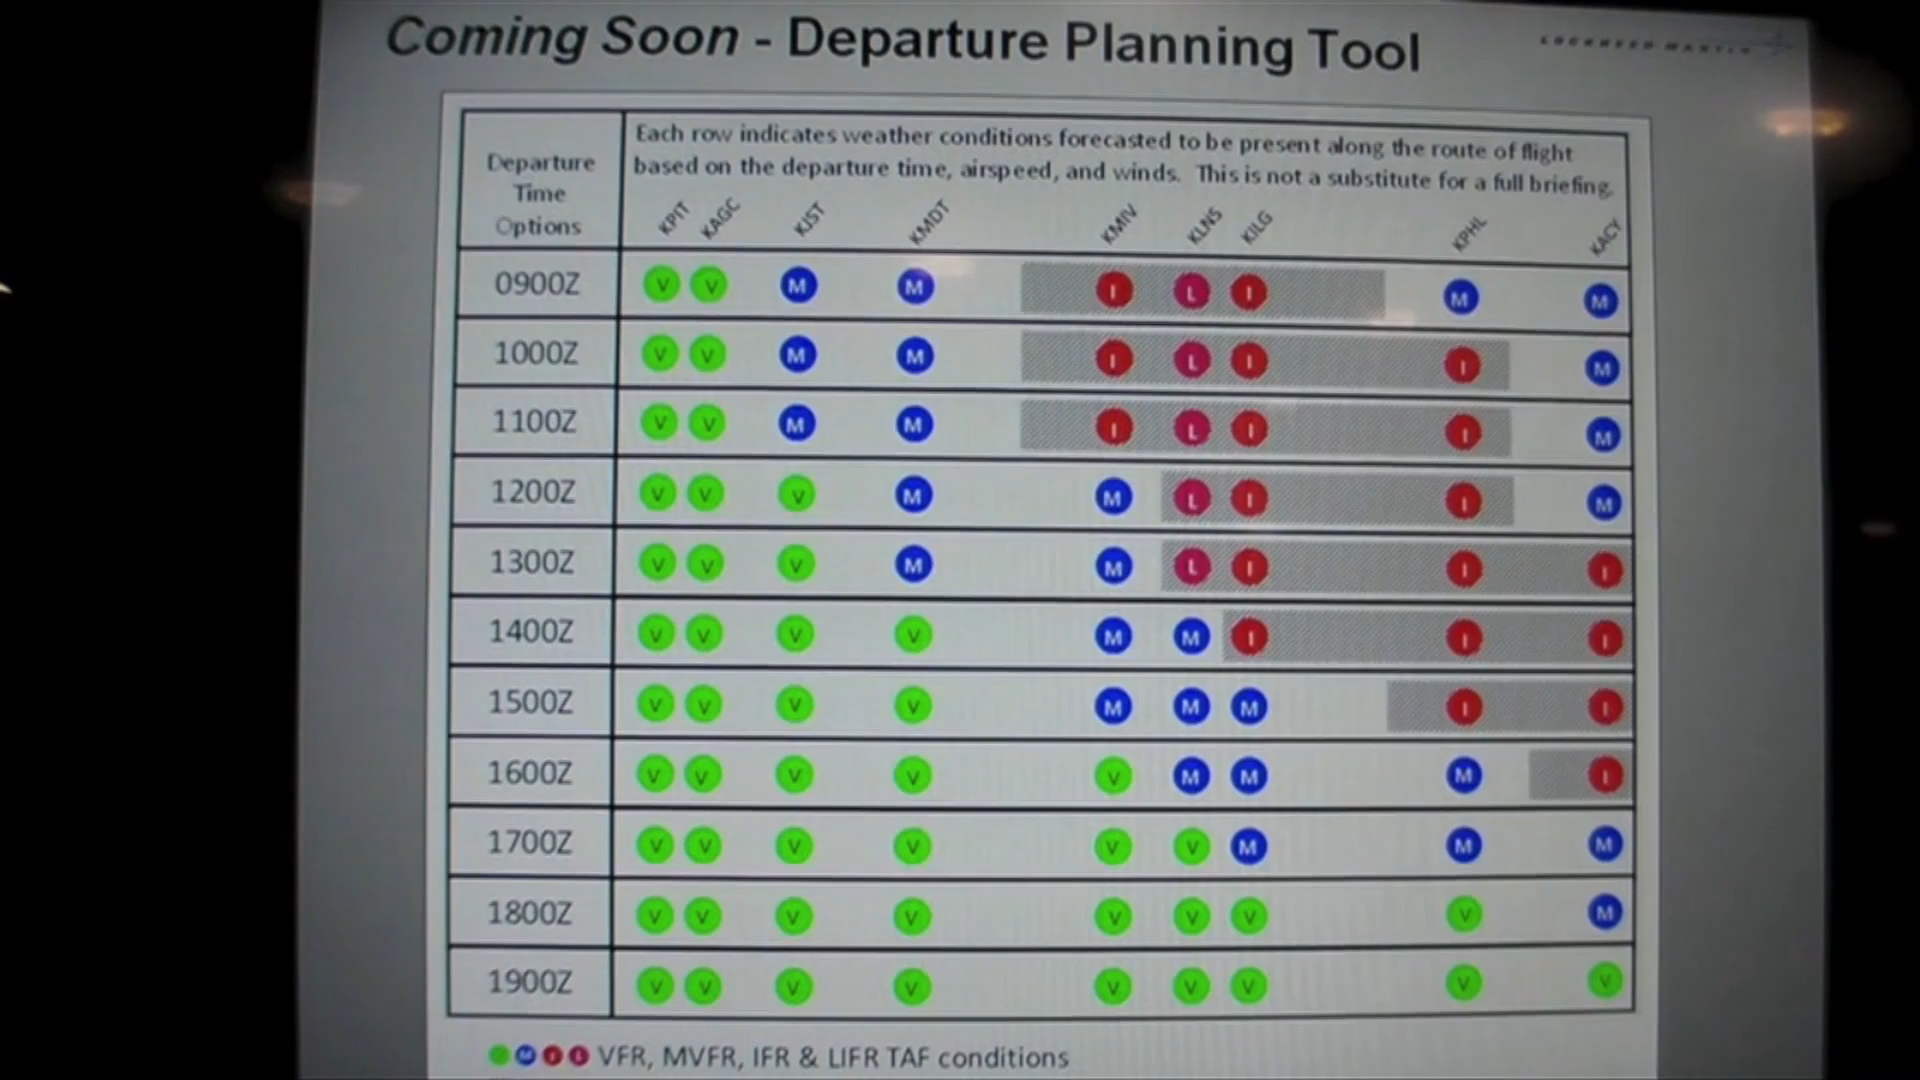 Coming Soon - Departure Planning Tool
LOCKHEED MARTIN
Departure
Time
Options
Each row indicates weather conditions forecasted to be present along the route of flight
based on the departure time, airspeed, and winds. This is not a substitute for a full briefing.
KPIT KAGC KJST KMDT KMIV KLNS KILG KPHL KACY
0900Z V V M M I L I M M
1000Z V V M M I L I I M
1100Z V V M M I L I I M
1200Z V V V M M L I I M
1300Z V V V M M L I I I
1400Z V V V V M M I I I
1500Z V V V V M M M I I
1600Z V V V V V M M M I
1700Z V V V V V V M M M
1800Z V V V V V V V V M
1900Z V V V V V V V V V
M I L VFR, MVFR, IFR & LIFR TAF conditions